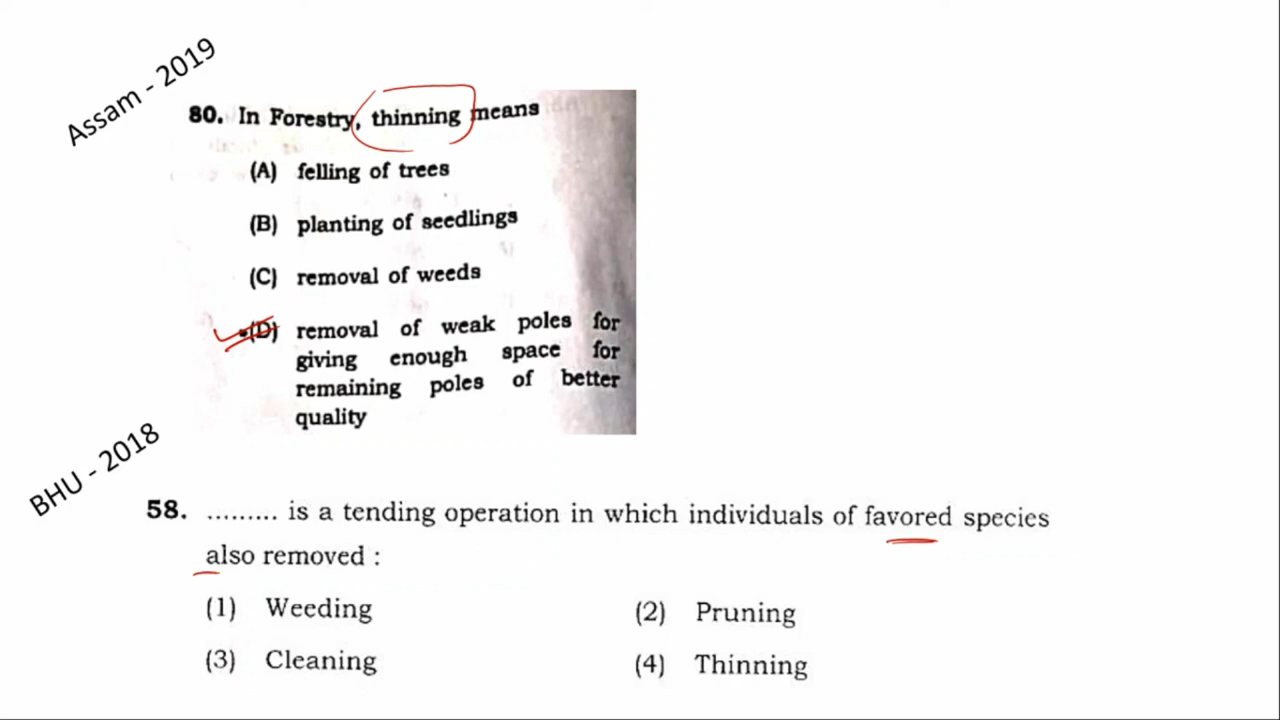 Assam - 2019
80. In Forestry, thinning means
(A) felling of trees
(B) planting of seedlings
(C) removal of weeds
(D) removal of weak poles for
giving enough space for
remaining poles of better
quality
BHU - 2018
58. ......... is a tending operation in which individuals of favored species
also removed :
(1) Weeding
(2) Pruning
(3) Cleaning
(4) Thinning